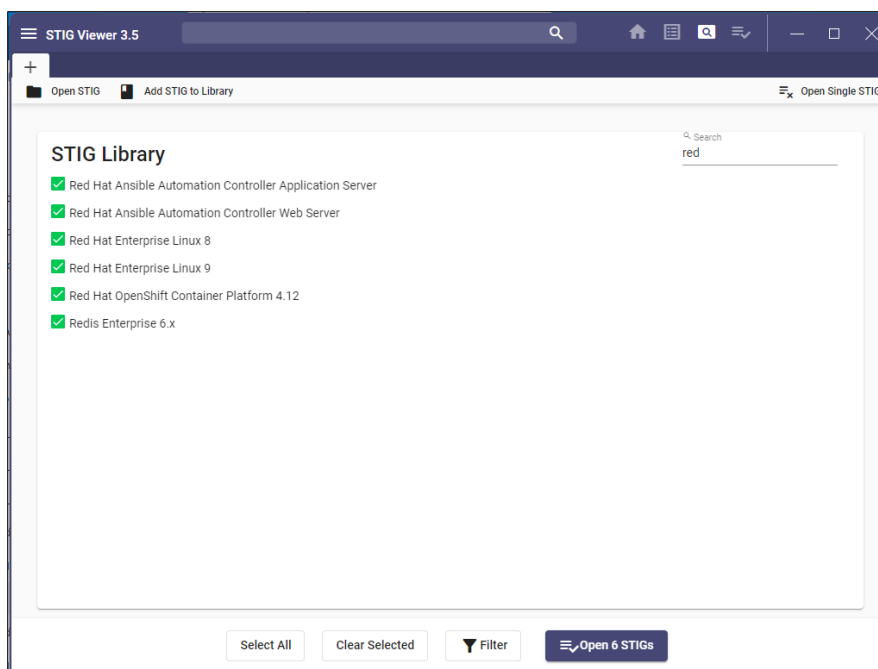 STIG Viewer 3.5
+
Open STIG
Add STIG to Library
Open Single STIG
STIG Library
Search
red
Red Hat Ansible Automation Controller Application Server
Red Hat Ansible Automation Controller Web Server
Red Hat Enterprise Linux 8
Red Hat Enterprise Linux 9
Red Hat OpenShift Container Platform 4.12
Redis Enterprise 6.x
Select All
Clear Selected
Filter
Open 6 STIGs